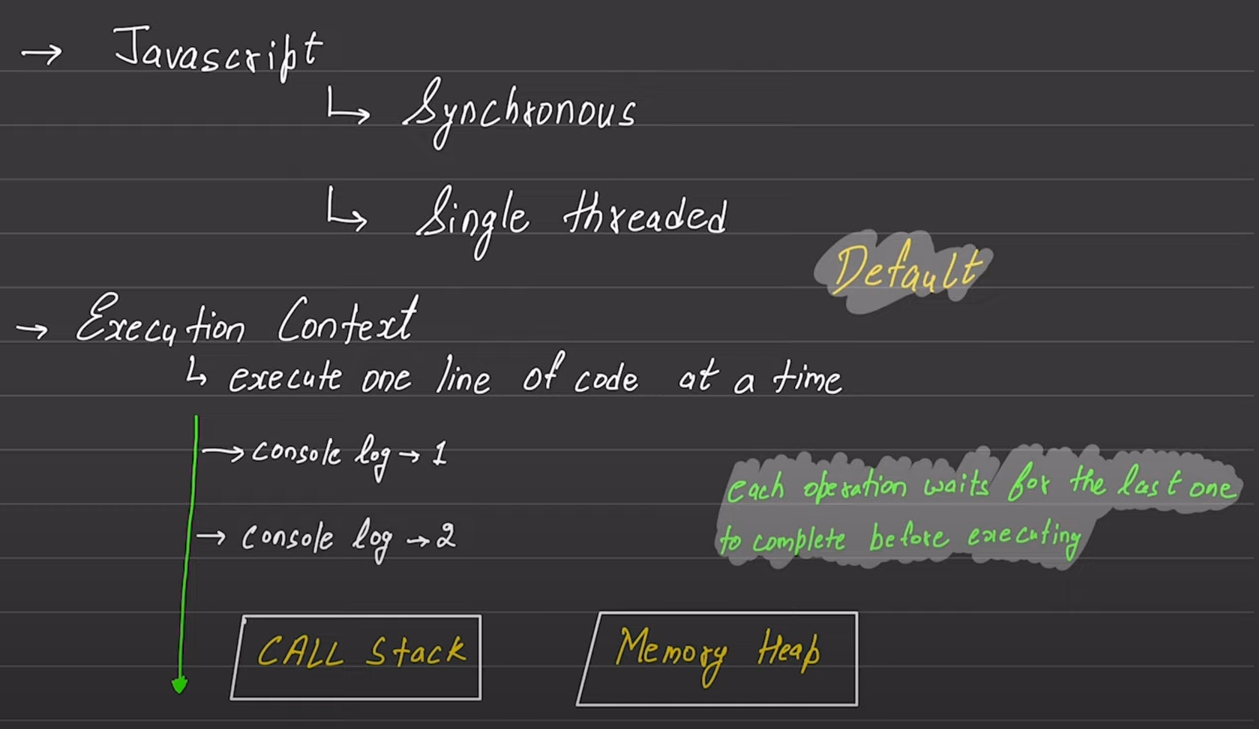 → Javascript
↳ Synchronous
↳ Single threaded
Default
→ Execution Context
↳ execute one line of code at a time
→ console log → 1
each operation waits for the last one
→ console log → 2
to complete before executing
CALL Stack
Memory Heap